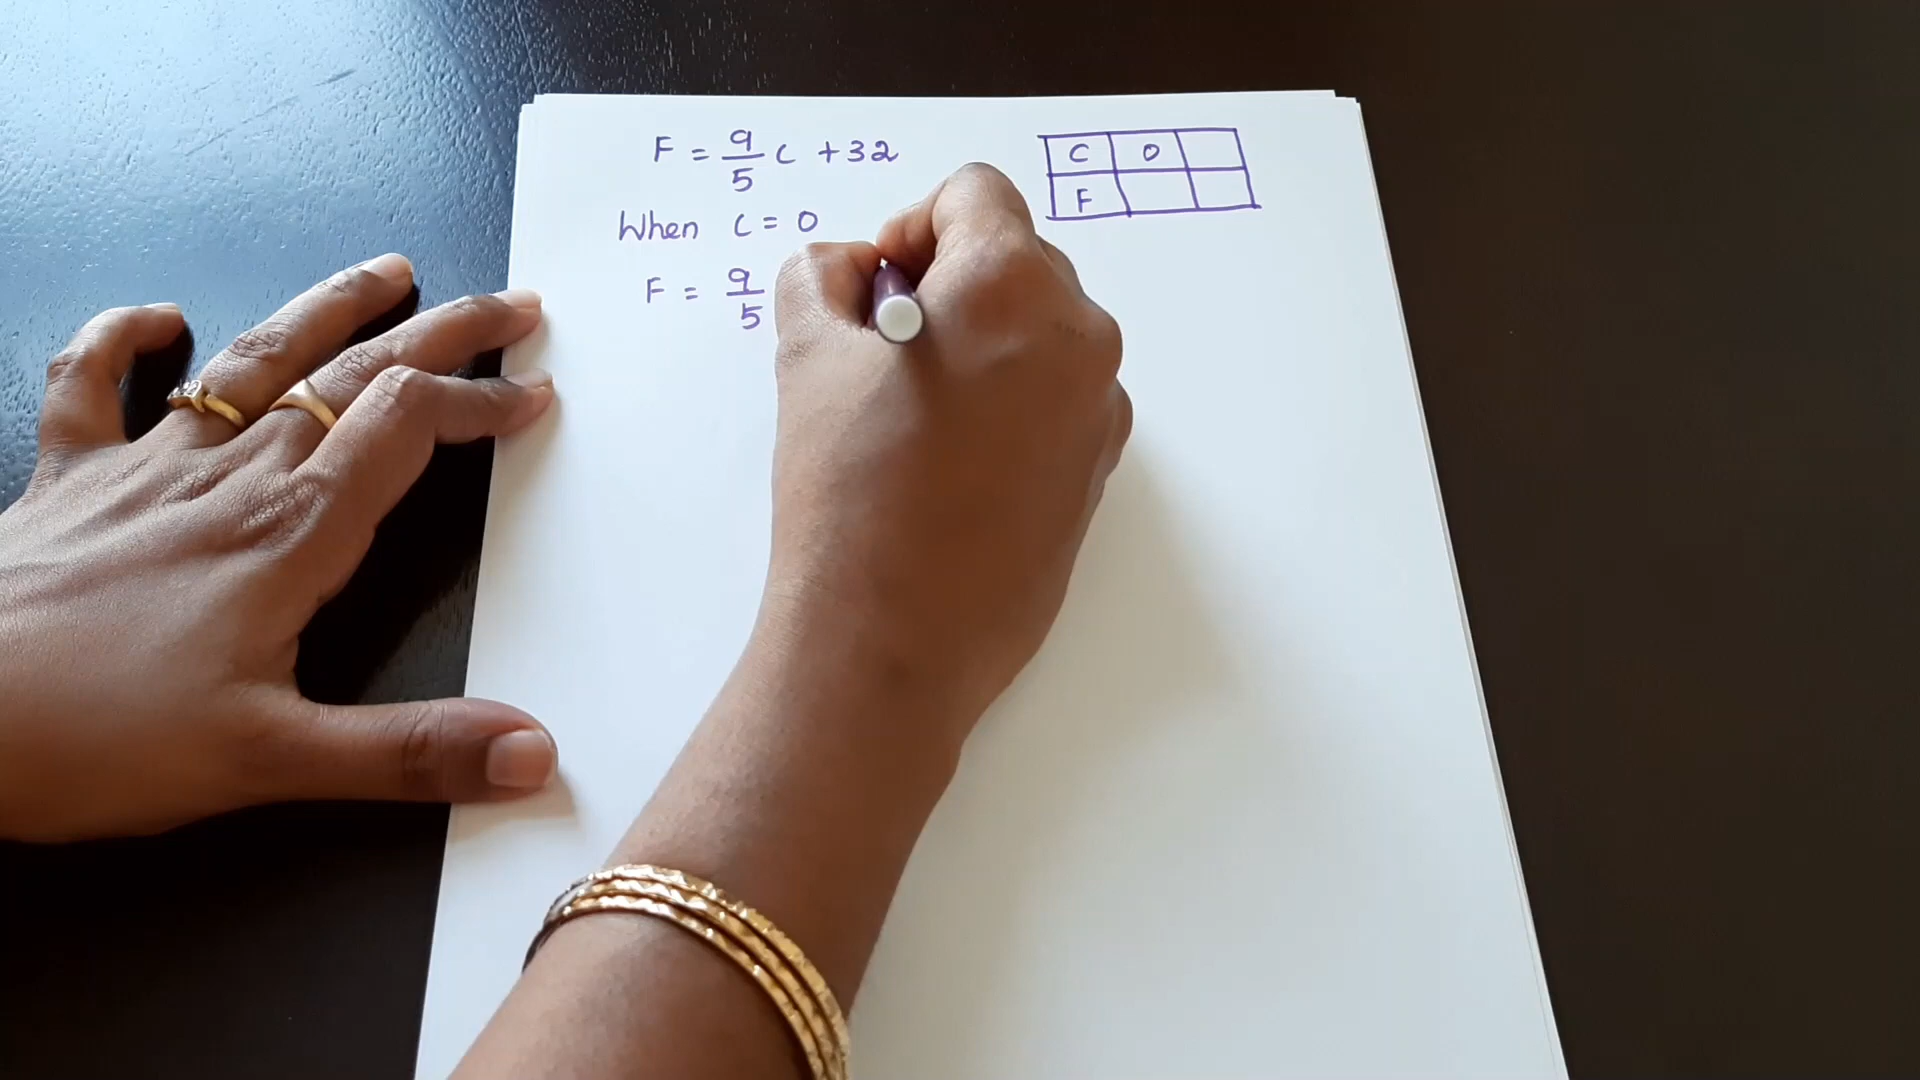 F = 9/5 C + 32
When C = 0
F = 9/5
C 0
F